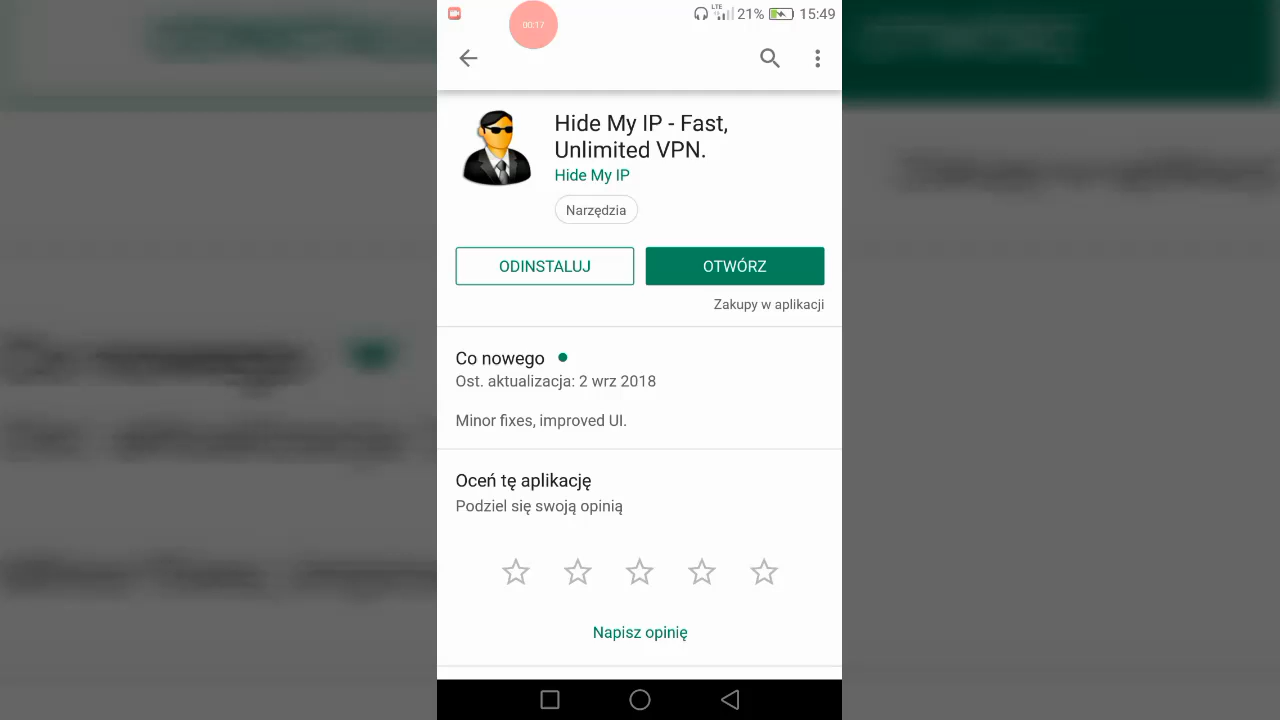 00:17
LTE
21%
15:49
Hide My IP - Fast,
Unlimited VPN.
Hide My IP
Narzędzia
ODINSTALUJ
OTWÓRZ
Zakupy w aplikacji
Co nowego
Ost. aktualizacja: 2 wrz 2018
Minor fixes, improved UI.
Oceń tę aplikację
Podziel się swoją opinią
Napisz opinię